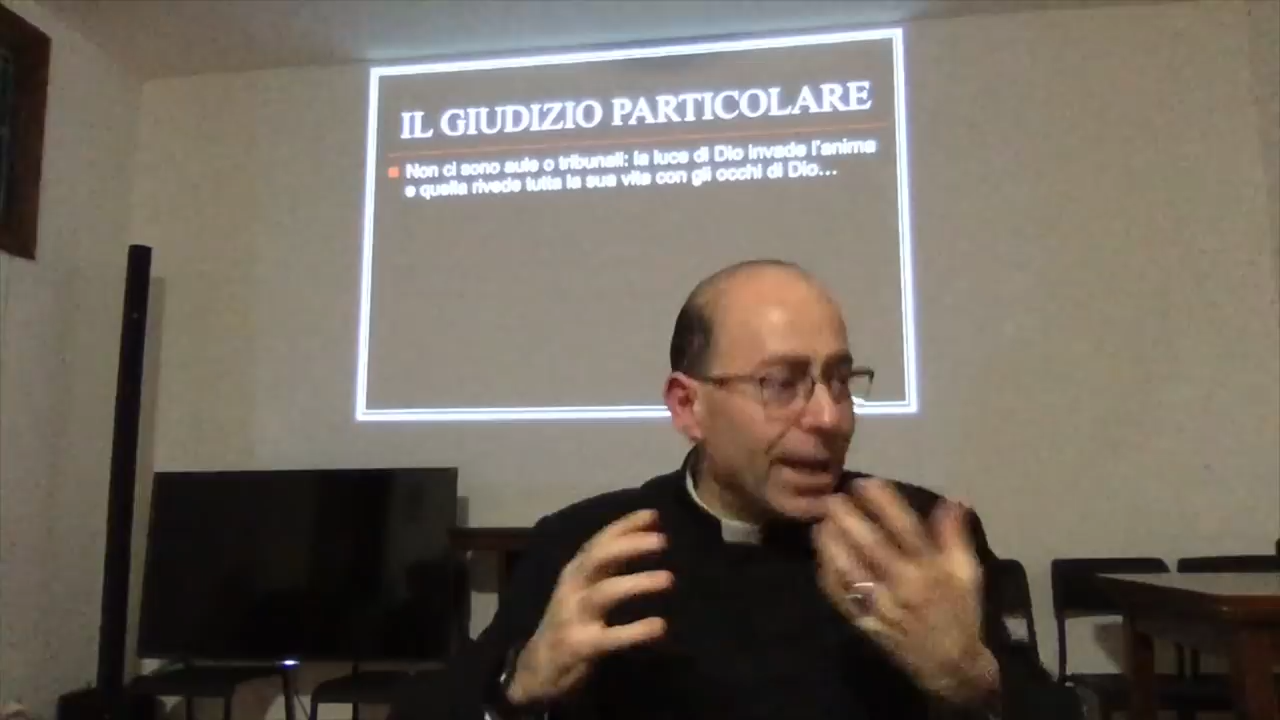 IL GIUDIZIO PARTICOLARE
Non ci sono aule o tribunali: la luce di Dio invade l'anima
e quella rivede tutta la sua vita con gli occhi di Dio...